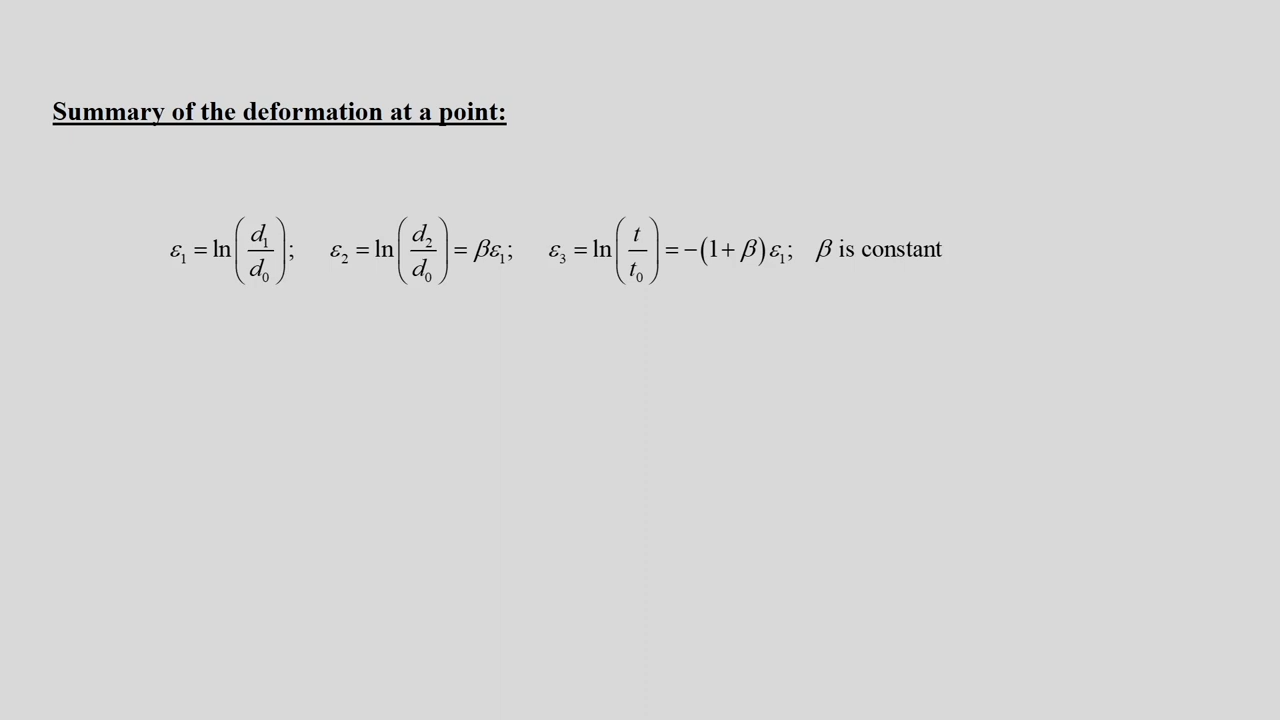 Summary of the deformation at a point:
ε₁ = ln(d₁/d₀); ε₂ = ln(d₂/d₀) = βε₁; ε₃ = ln(t/t₀) = −(1+β)ε₁; β is constant